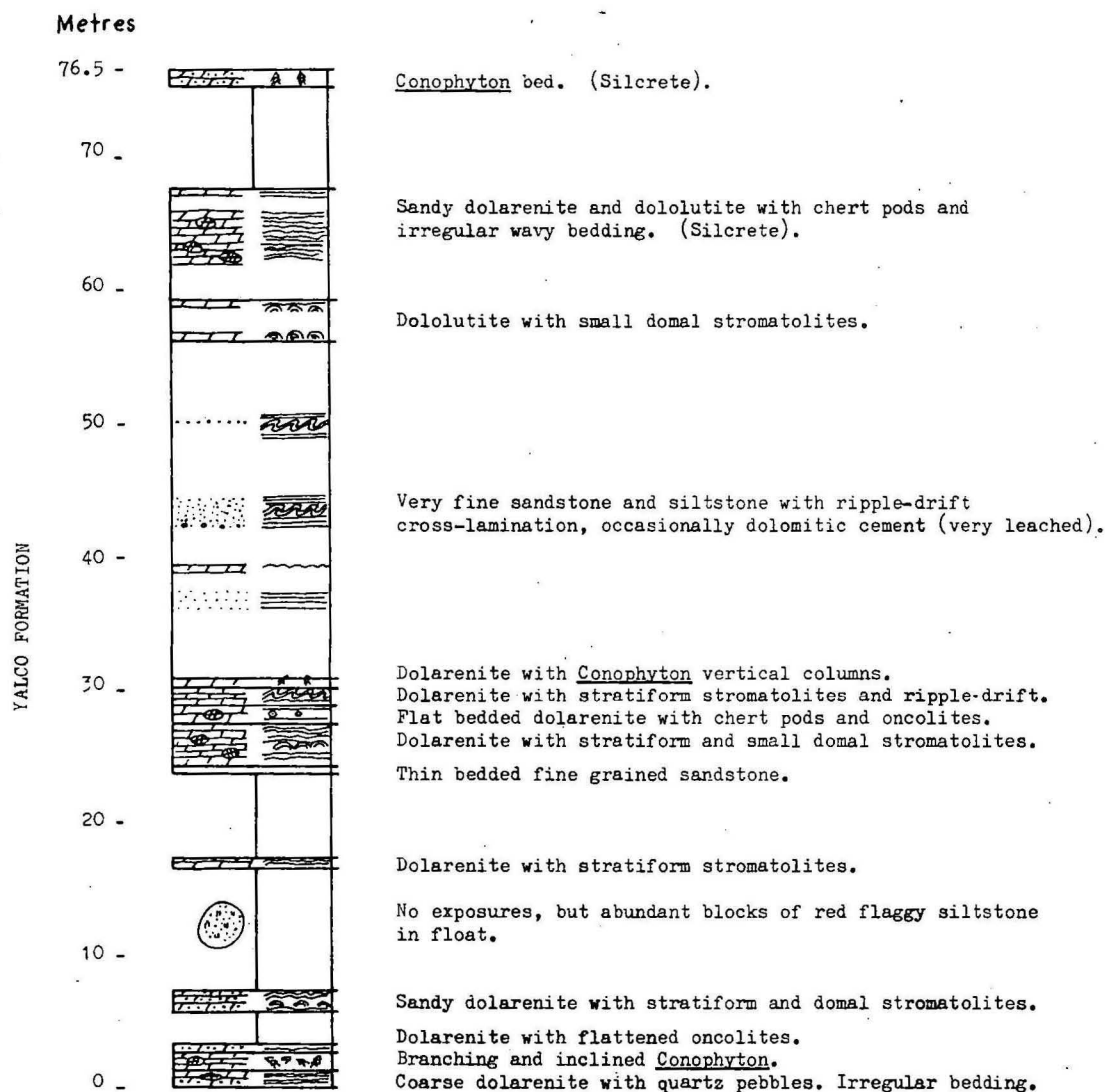 Metres
76.5 -
Conophyton bed. (Silcrete).
70 -
Sandy dolarenite and dololutite with chert pods and
irregular wavy bedding. (Silcrete).
60 -
Dololutite with small domal stromatolites.
50 -
Very fine sandstone and siltstone with ripple-drift
cross-lamination, occasionally dolomitic cement (very leached).
40 -
YALCO FORMATION
Dolarenite with Conophyton vertical columns.
30 -
Dolarenite with stratiform stromatolites and ripple-drift.
Flat bedded dolarenite with chert pods and oncolites.
Dolarenite with stratiform and small domal stromatolites.
Thin bedded fine grained sandstone.
20 -
Dolarenite with stratiform stromatolites.
No exposures, but abundant blocks of red flaggy siltstone
in float.
10 -
Sandy dolarenite with stratiform and domal stromatolites.
Dolarenite with flattened oncolites.
Branching and inclined Conophyton.
0 -
Coarse dolarenite with quartz pebbles. Irregular bedding.